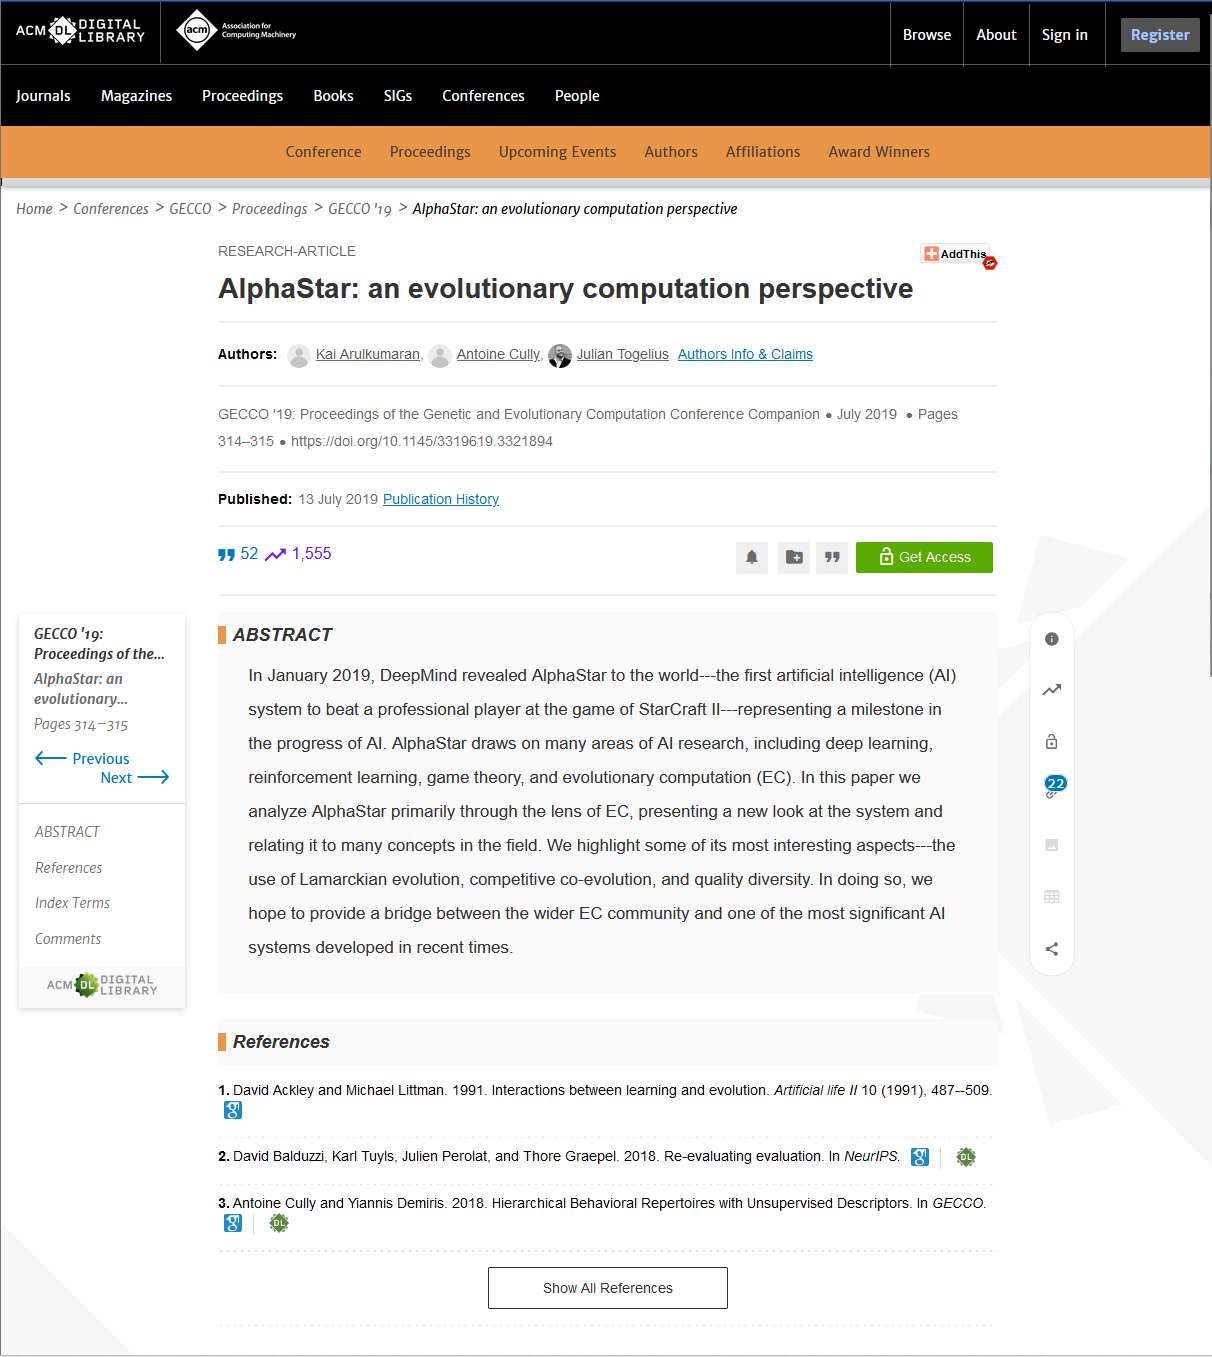 ACM DL DIGITAL LIBRARY
acm Association for Computing Machinery
Browse About Sign in Register
Journals Magazines Proceedings Books SIGs Conferences People
Conference Proceedings Upcoming Events Authors Affiliations Award Winners
Home > Conferences > GECCO > Proceedings > GECCO '19 > AlphaStar: an evolutionary computation perspective
RESEARCH-ARTICLE
AddThis
AlphaStar: an evolutionary computation perspective
Authors: Kai Arulkumaran, Antoine Cully, Julian Togelius Authors Info & Claims
GECCO '19: Proceedings of the Genetic and Evolutionary Computation Conference Companion • July 2019 • Pages
314–315 • https://doi.org/10.1145/3319619.3321894
Published: 13 July 2019 Publication History
52 1,555
Get Access
GECCO '19:
Proceedings of the...
AlphaStar: an
evolutionary...
Pages 314–315
Previous
Next
ABSTRACT
References
Index Terms
Comments
ACM DL DIGITAL LIBRARY
ABSTRACT
In January 2019, DeepMind revealed AlphaStar to the world---the first artificial intelligence (AI)
system to beat a professional player at the game of StarCraft II---representing a milestone in
the progress of AI. AlphaStar draws on many areas of AI research, including deep learning,
reinforcement learning, game theory, and evolutionary computation (EC). In this paper we
analyze AlphaStar primarily through the lens of EC, presenting a new look at the system and
relating it to many concepts in the field. We highlight some of its most interesting aspects---the
use of Lamarckian evolution, competitive co-evolution, and quality diversity. In doing so, we
hope to provide a bridge between the wider EC community and one of the most significant AI
systems developed in recent times.
22
References
1. David Ackley and Michael Littman. 1991. Interactions between learning and evolution. Artificial life II 10 (1991), 487--509.
2. David Balduzzi, Karl Tuyls, Julien Perolat, and Thore Graepel. 2018. Re-evaluating evaluation. In NeurIPS.
DL
3. Antoine Cully and Yiannis Demiris. 2018. Hierarchical Behavioral Repertoires with Unsupervised Descriptors. In GECCO.
DL
Show All References